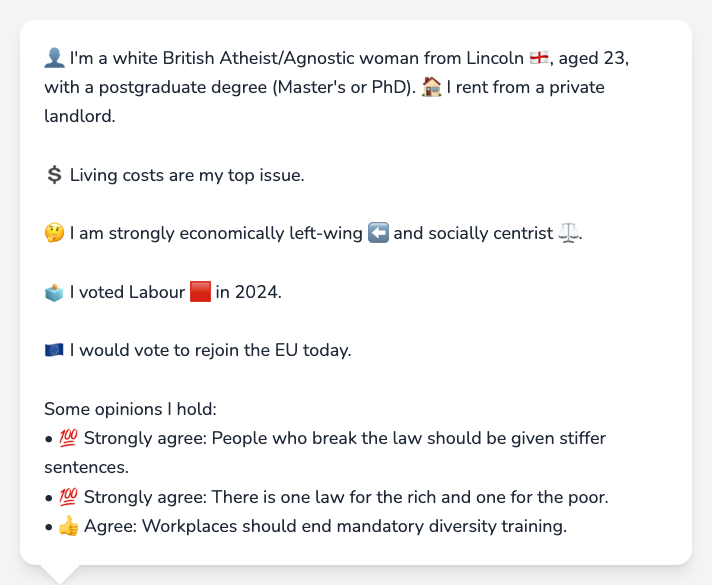 👤 I'm a white British Atheist/Agnostic woman from Lincoln 🏴󠁧󠁢󠁥󠁮󠁧󠁿, aged 23,
with a postgraduate degree (Master's or PhD). 🏠 I rent from a private
landlord.
💲 Living costs are my top issue.
🤔 I am strongly economically left-wing ⬅️ and socially centrist ⚖️.
🗳️ I voted Labour 🟥 in 2024.
🇪🇺 I would vote to rejoin the EU today.
Some opinions I hold:
• 💯 Strongly agree: People who break the law should be given stiffer
sentences.
• 💯 Strongly agree: There is one law for the rich and one for the poor.
• 👍 Agree: Workplaces should end mandatory diversity training.